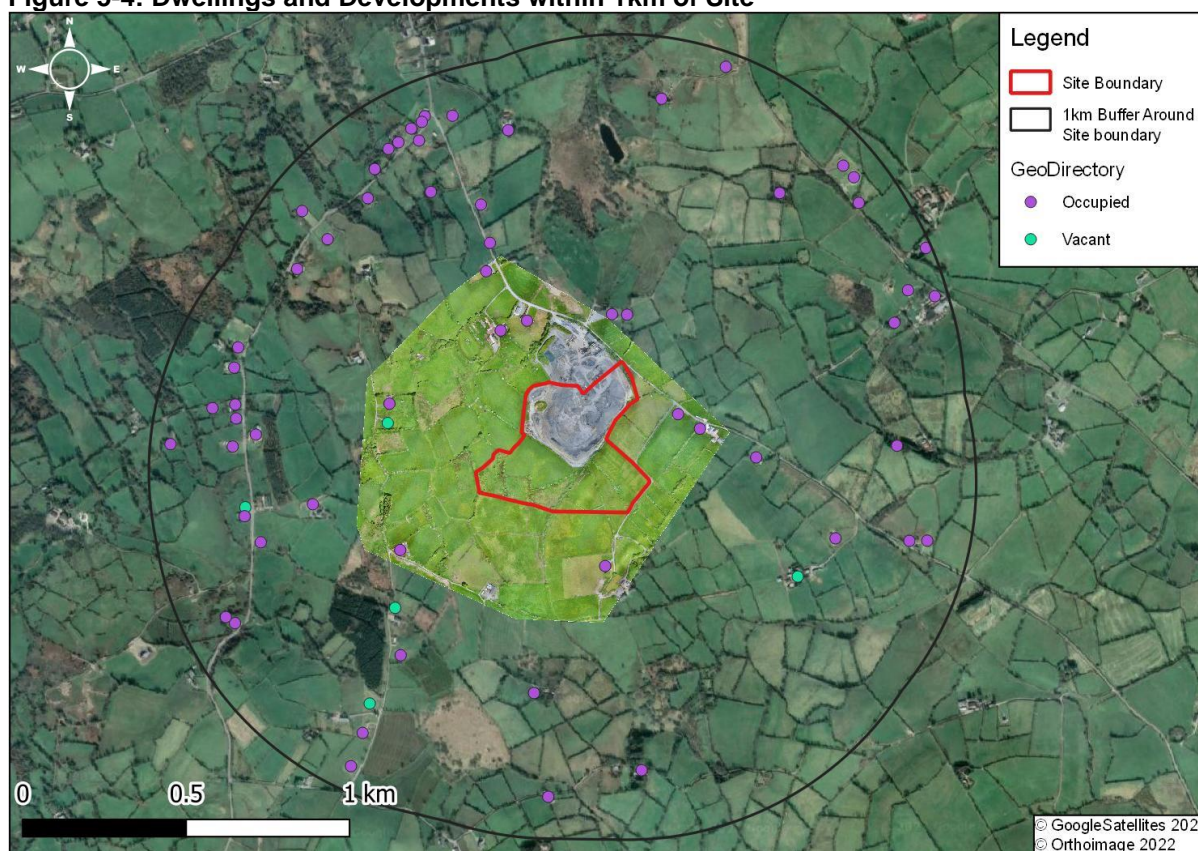 Figure 5-4: Dwellings and Developments within 1km of Site
N
W E
S
Legend
Site Boundary
1km Buffer Around
Site boundary
GeoDirectory
Occupied
Vacant
0 0.5 1 km
© GoogleSatellites 202
© Orthoimage 2022